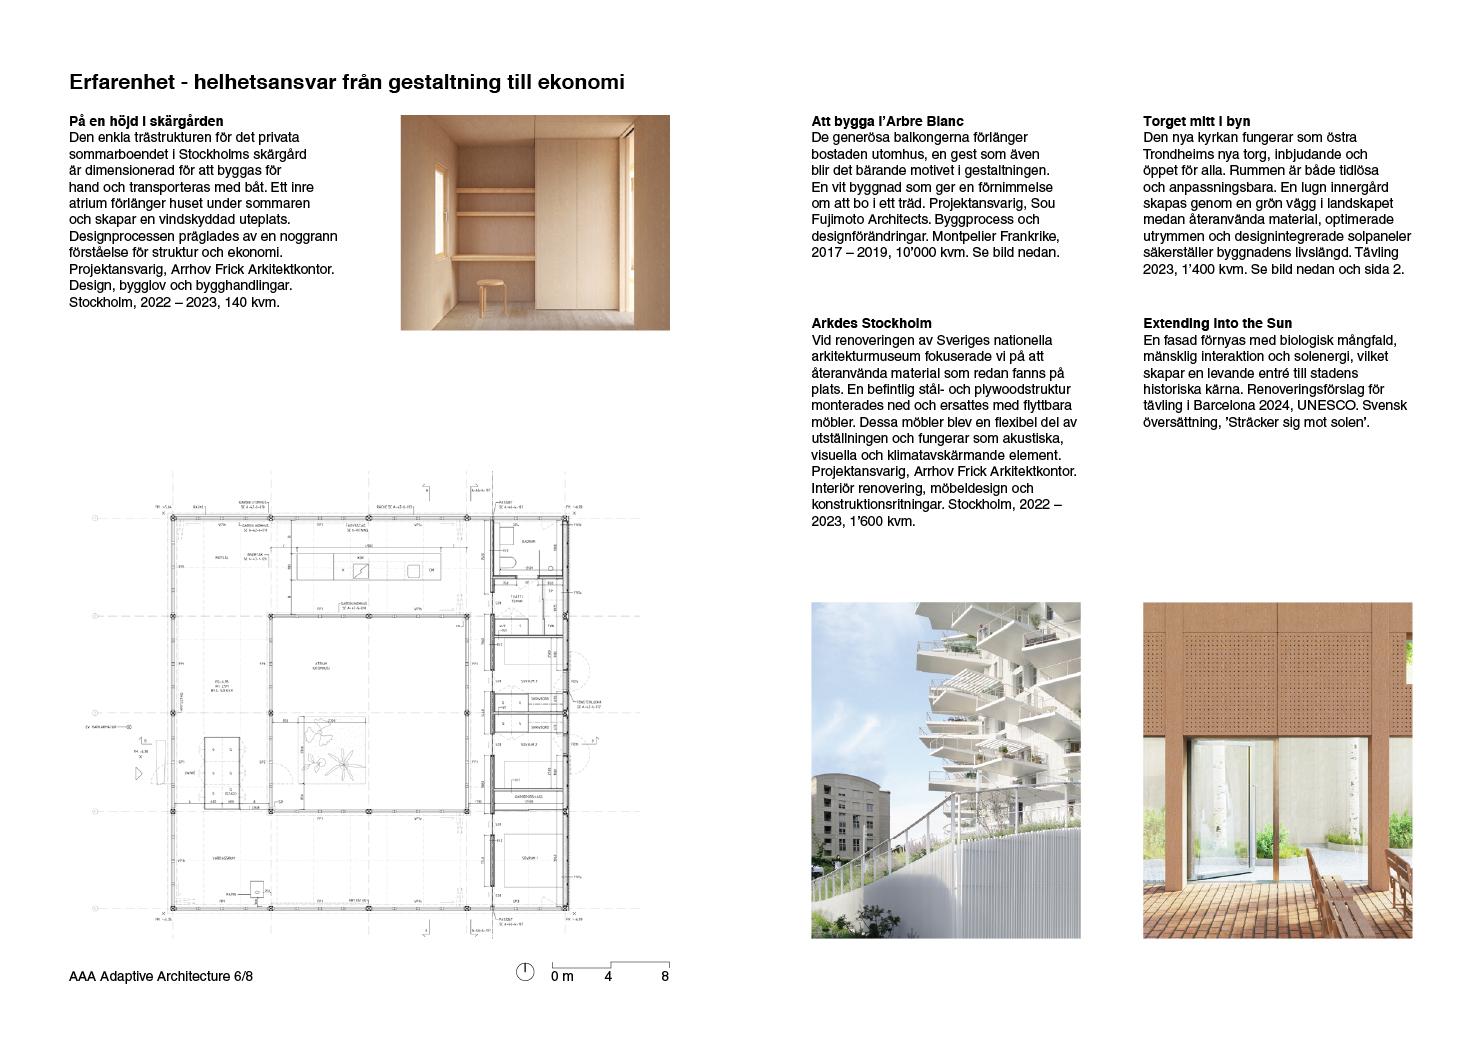 Erfarenhet - helhetsansvar från gestaltning till ekonomi
På en höjd i skärgården
Den enkla trästrukturen för det privata
sommarboendet i Stockholms skärgård
är dimensionerad för att byggas för
hand och transporteras med båt. Ett inre
atrium förlänger huset under sommaren
och skapar en vindskyddad uteplats.
Designprocessen präglades av en noggrann
förståelse för struktur och ekonomi.
Projektansvarig, Arrhov Frick Arkitektkontor.
Design, bygglov och bygghandlingar.
Stockholm, 2022 – 2023, 140 kvm.
BADRUM
KÖK
MATSAL
ATRIUM
SOVRUM 3
SOVRUM 2
SOVRUM 1
VARDAGSRUM
AAA Adaptive Architecture 6/8
0 m 4 8
Att bygga l’Arbre Blanc
De generösa balkongerna förlänger
bostaden utomhus, en gest som även
blir det bärande motivet i gestaltningen.
En vit byggnad som ger en förnimmelse
om att bo i ett träd. Projektansvarig, Sou
Fujimoto Architects. Byggprocess och
designförändringar. Montpelier Frankrike,
2017 – 2019, 10’000 kvm. Se bild nedan.
Arkdes Stockholm
Vid renoveringen av Sveriges nationella
arkitekturmuseum fokuserade vi på att
återanvända material som redan fanns på
plats. En befintlig stål- och plywoodstruktur
monterades ned och ersattes med flyttbara
möbler. Dessa möbler blev en flexibel del av
utställningen och fungerar som akustiska,
visuella och klimatavskärmande element.
Projektansvarig, Arrhov Frick Arkitektkontor.
Interiör renovering, möbeldesign och
konstruktionsritningar. Stockholm, 2022 –
2023, 1’600 kvm.
Torget mitt i byn
Den nya kyrkan fungerar som östra
Trondheims nya torg, inbjudande och
öppet för alla. Rummen är både tidlösa
och anpassningsbara. En lugn innergård
skapas genom en grön vägg i landskapet
medan återanvända material, optimerade
utrymmen och designintegrerade solpaneler
säkerställer byggnadens livslängd. Tävling
2023, 1’400 kvm. Se bild nedan och sida 2.
Extending into the Sun
En fasad förnyas med biologisk mångfald,
mänsklig interaktion och solenergi, vilket
skapar en levande entré till stadens
historiska kärna. Renoveringsförslag för
tävling i Barcelona 2024, UNESCO. Svensk
översättning, ’Sträcker sig mot solen’.